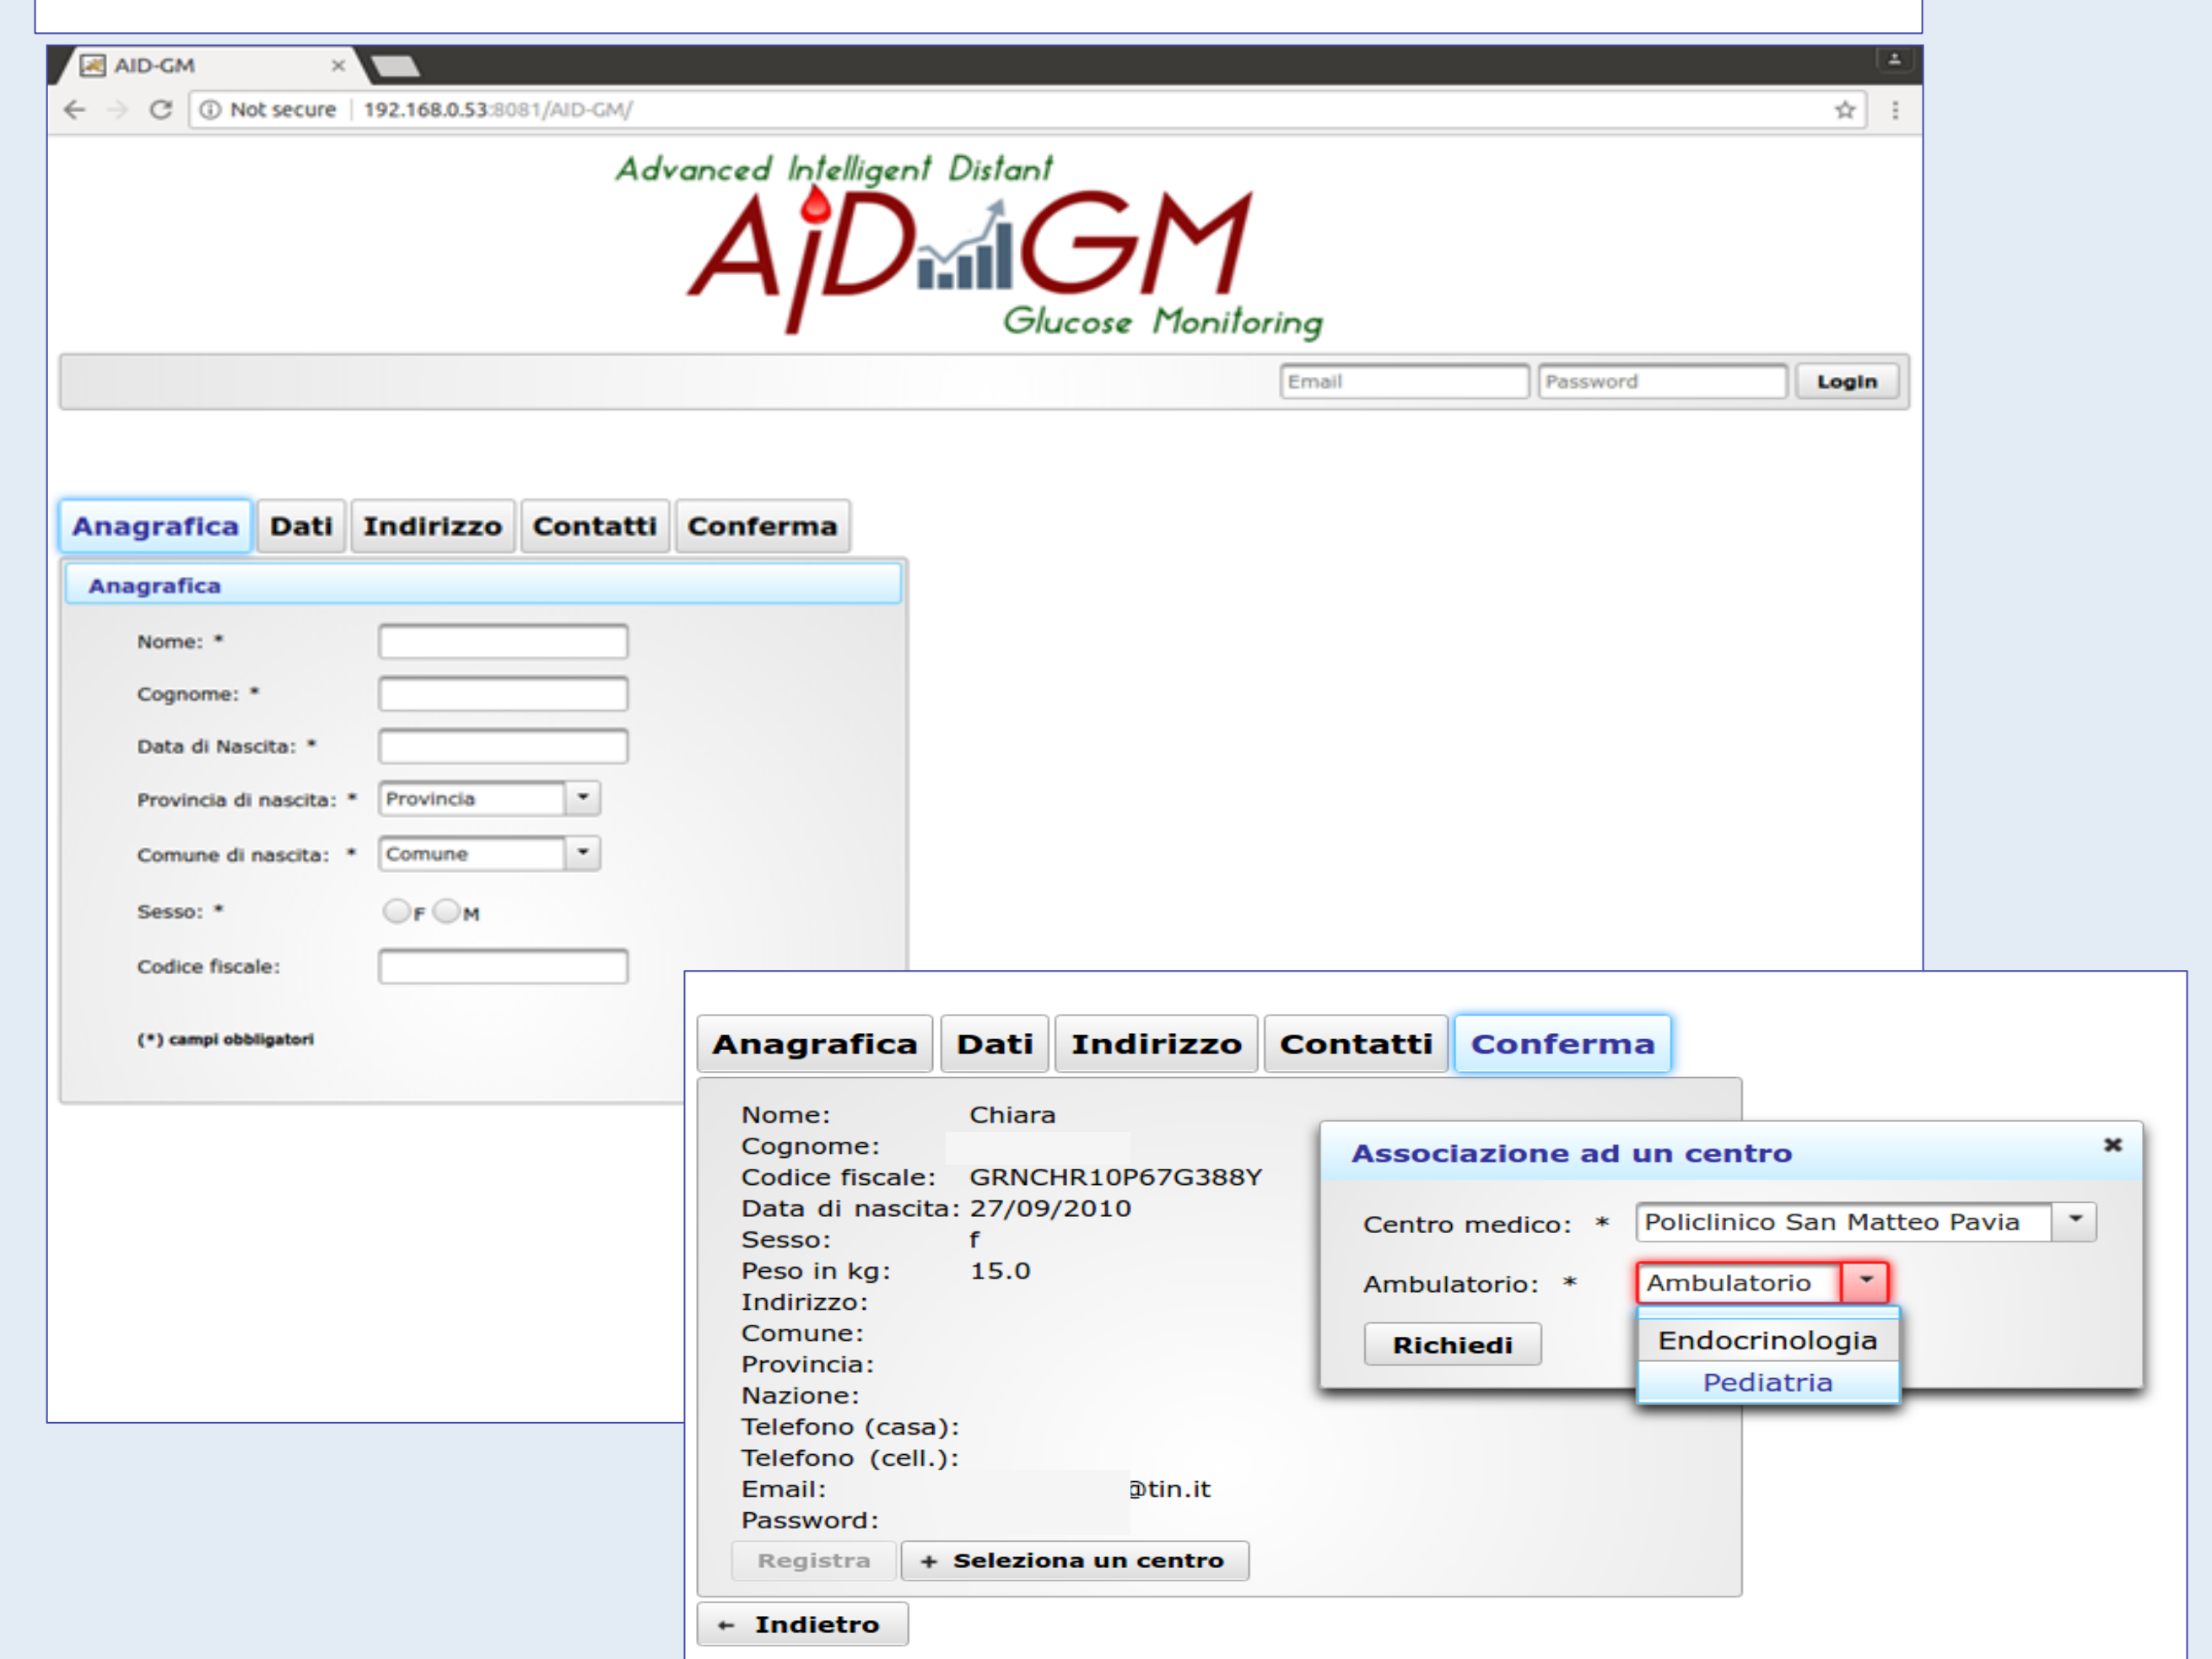 AID-GM
Not secure | 192.168.0.53:8081/AID-GM/
Advanced Intelligent Distant
AiD GM
Glucose Monitoring
Email Password Login
Anagrafica Dati Indirizzo Contatti Conferma
Anagrafica
Nome: *
Cognome: *
Data di Nascita: *
Provincia di nascita: * Provincia
Comune di nascita: * Comune
Sesso: * F M
Codice fiscale:
(*) campi obbligatori
Anagrafica Dati Indirizzo Contatti Conferma
Nome: Chiara
Cognome:
Codice fiscale: GRNCHR10P67G388Y
Data di nascita: 27/09/2010
Sesso: f
Peso in kg: 15.0
Indirizzo:
Comune:
Provincia:
Nazione:
Telefono (casa):
Telefono (cell.):
Email: @tin.it
Password:
Registra + Seleziona un centro
← Indietro
Associazione ad un centro
Centro medico: * Policlinico San Matteo Pavia
Ambulatorio: * Ambulatorio
Richiedi
Endocrinologia
Pediatria